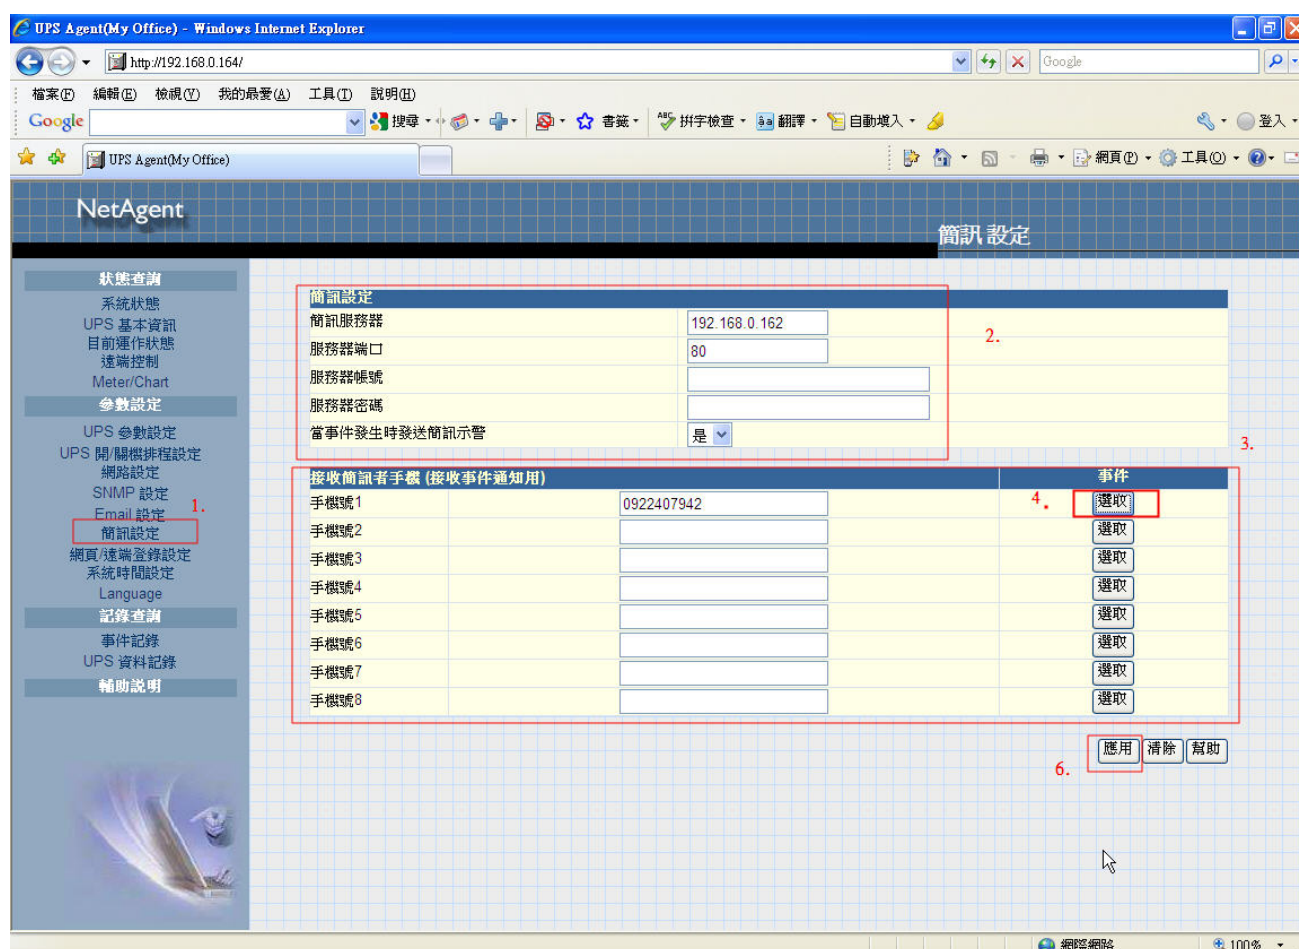 UPS Agent(My Office) - Windows Internet Explorer
http://192.168.0.164/
Google
檔案(F) 編輯(E) 檢視(V) 我的最愛(A) 工具(T) 說明(H)
Google 搜尋 書籤 ABC 拼字檢查 翻譯 自動填入 登入
UPS Agent(My Office) 網頁(P) 工具(O)
NetAgent
簡訊 設定
狀態查詢
系統狀態
UPS 基本資訊
目前運作狀態
遠端控制
Meter/Chart
參數設定
UPS 參數設定
UPS 開/關機排程設定
網路設定
SNMP 設定
Email 設定
1.
簡訊設定
網頁/遠端登錄設定
系統時間設定
Language
記錄查詢
事件記錄
UPS 資料記錄
輔助說明
簡訊設定
簡訊服務器 192.168.0.162
2.
服務器端口 80
服務器帳號
服務器密碼
當事件發生時發送簡訊示警 是
3.
接收簡訊者手機 (接收事件通知用) 事件
手機號1 0922407942 4. 選取
手機號2 選取
手機號3 選取
手機號4 選取
手機號5 選取
手機號6 選取
手機號7 選取
手機號8 選取
應用 清除 幫助
6.
網際網路 100%